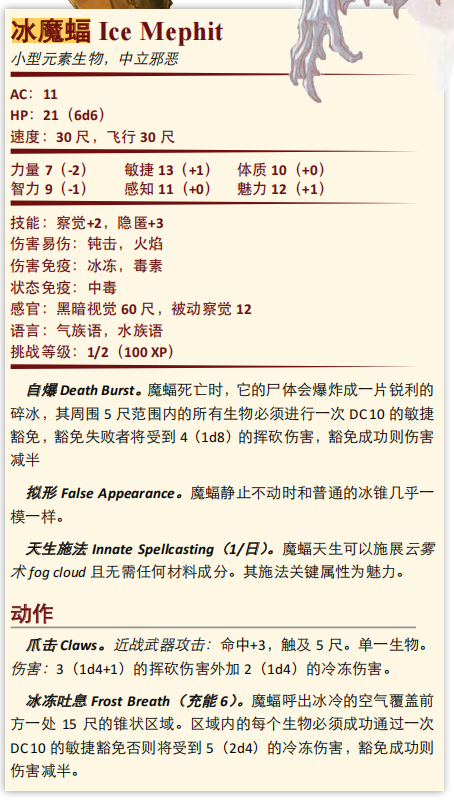 冰魔蝠 Ice Mephit
小型元素生物，中立邪恶
AC：11
HP：21（6d6）
速度：30 尺，飞行 30 尺
力量 7（-2） 敏捷 13（+1） 体质 10（+0）
智力 9（-1） 感知 11（+0） 魅力 12（+1）
技能：察觉+2，隐匿+3
伤害易伤：钝击，火焰
伤害免疫：冰冻，毒素
状态免疫：中毒
感官：黑暗视觉 60 尺，被动察觉 12
语言：气族语，水族语
挑战等级：1/2（100 XP）
自爆 Death Burst。魔蝠死亡时，它的尸体会爆炸成一片锐利的
碎冰，其周围 5 尺范围内的所有生物必须进行一次 DC10 的敏捷
豁免，豁免失败者将受到 4（1d8）的挥砍伤害，豁免成功则伤害
减半
拟形 False Appearance。魔蝠静止不动时和普通的冰锥几乎一
模一样。
天生施法 Innate Spellcasting（1/日）。魔蝠天生可以施展云雾
术 fog cloud 且无需任何材料成分。其施法关键属性为魅力。
动作
爪击 Claws。近战武器攻击：命中+3，触及 5 尺。单一生物。
伤害：3（1d4+1）的挥砍伤害外加 2（1d4）的冷冻伤害。
冰冻吐息 Frost Breath（充能 6）。魔蝠呼出冰冷的空气覆盖前
方一处 15 尺的锥状区域。区域内的每个生物必须成功通过一次
DC10 的敏捷豁免否则将受到 5（2d4）的冷冻伤害，豁免成功则
伤害减半。